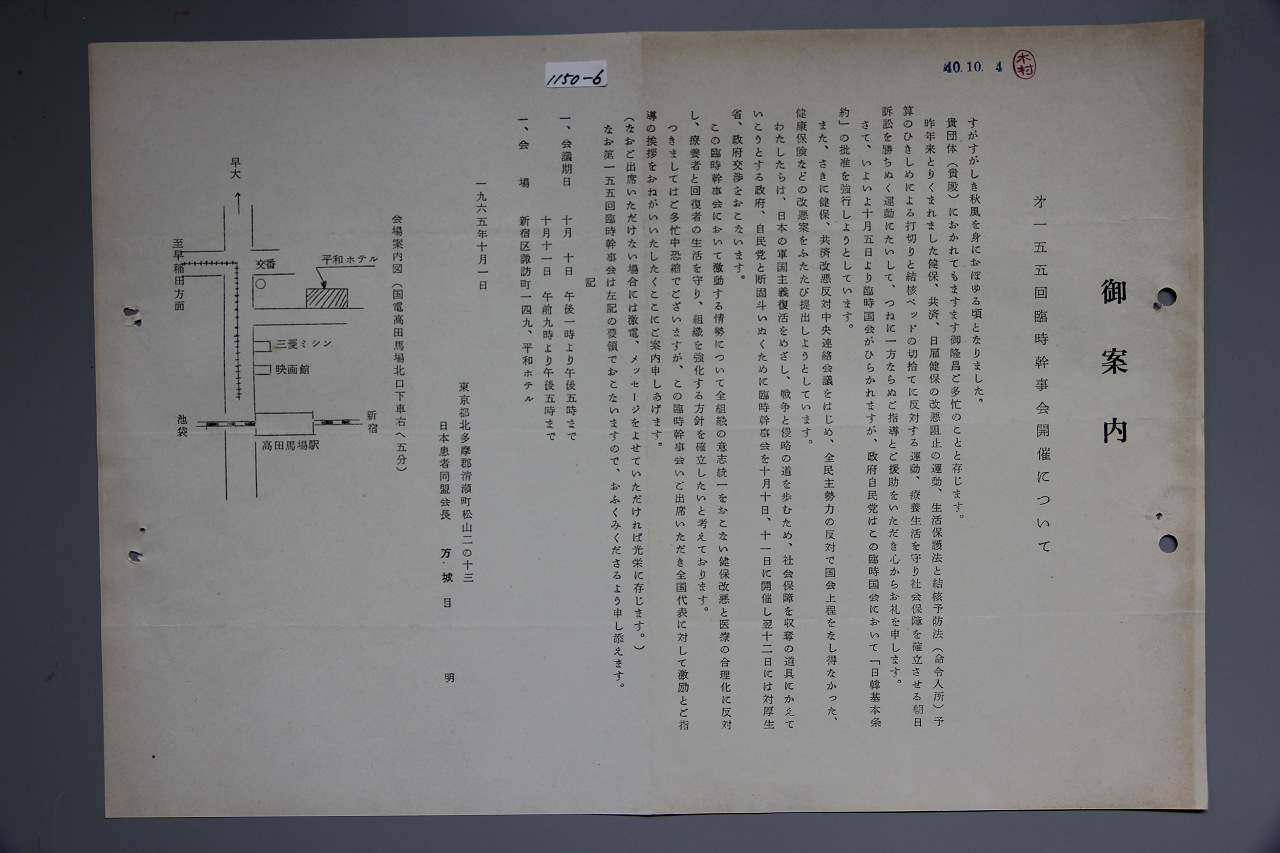 40.10.4
木村
1150-6
御案内
才一五五回臨時幹事会開催について
すがすがしき秋風を身におぼゆる頃となりました。
貴団体(貴殿)におかれてもますます御隆昌ご多忙のことと存じます。
昨年来とりくまれました健保、共済、日雇健保の改悪阻止の運動、生活保護法と結核予防法(命令入所)予
算のひきしめによる打切りと結核ベッドの切捨てに反対する運動、療養生活を守り社会保障を確立させる朝日
訴訟を勝ちぬく運動にたいして、つねに一方ならぬご指導とご援助をいただき心からお礼を申します。
さて、いよいよ十月五日より臨時国会がひらかれますが、政府自民党はこの臨時国会において「日韓基本条
約」の批准を強行しようとしています。
また、さきに健保、共済改悪反対中央連絡会議をはじめ、全民主勢力の反対で国会上程をなし得なかった、
健康保険などの改悪案をふたたび提出しようとしています。
わたしたちは、日本の軍国主義復活をめざし、戦争と侵略の道を歩むため、社会保障を収奪の道具にかえて
いこうとする政府、自民党と断固斗いぬくために臨時幹事会を十月十日、十一日に開催し翌十二日には対厚生
省、政府交渉をおこないます。
この臨時幹事会において激動する情勢について全組織の意志統一をおこない健保改悪と医療の合理化に反対
し、療養者と回復者の生活を守り、組織を強化する方針を確立したいと考えております。
つきましてはご多忙中恐縮でございますが、この臨時幹事会いご出席いただき全国代表に対して激励とご指
導の挨拶をおねがいいたしたくここにご案内申しあげます。
(なおご出席いただけない場合には激電、メッセージをよせていただければ光栄に存じます。)
なお第一五五回臨時幹事会は左記の要領でおこないますので、おふくみくださるよう申し添えます。
記
一、会議期日 十月 十日 午後一時より午後五時まで
十月十一日 午前九時より午後五時まで
一、会 場 新宿区諏訪町一四九、平和ホテル
一九六五年十月一日
東京都北多摩郡清瀬町松山二の十三
日本患者同盟会長 万城目 明
会場案内図(国電高田馬場北口下車右へ五分)
早大
至早稲田方面
交番
平和ホテル
三菱ミシン
映画館
新宿
池袋
高田馬場駅